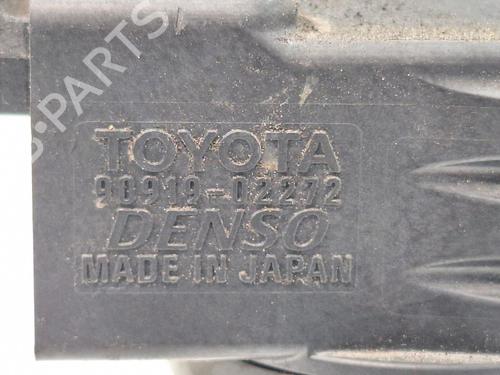 B-PARTS
TOYOTA
90919-02272
DENSO
MADE IN JAPAN